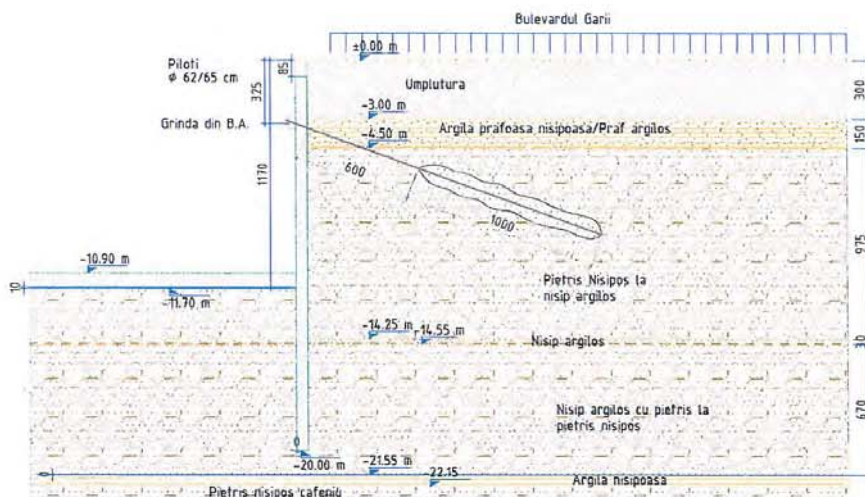 Bulevardul Garii
±0.00 m
Piloti
ϕ 62/65 cm
85
325
Umplutura
300
-3.00 m
Grinda din B.A.
Argila prafoasa nisipoasa/Praf argilos
150
-4.50 m
1170
600
1000
975
-10.90 m
Pietris Nisipos la
nisip argilos
10
-11.70 m
-14.25 m
-14.55 m
Nisip argilos
30
Nisip argilos cu pietris la
pietris nisipos
670
0
-20.00 m
-21.55 m
0
22.15
Argila nisipoasa
Pietris nisipos cafeniu